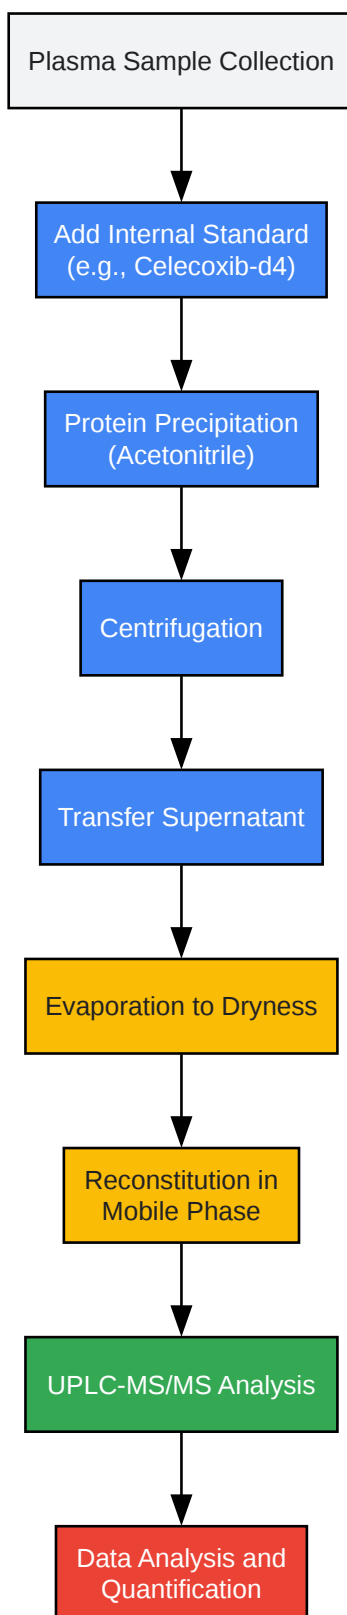 Plasma Sample Collection
Add Internal Standard
(e.g., Celecoxib-d4)
Protein Precipitation
(Acetonitrile)
Centrifugation
Transfer Supernatant
Evaporation to Dryness
Reconstitution in
Mobile Phase
UPLC-MS/MS Analysis
Data Analysis and
Quantification